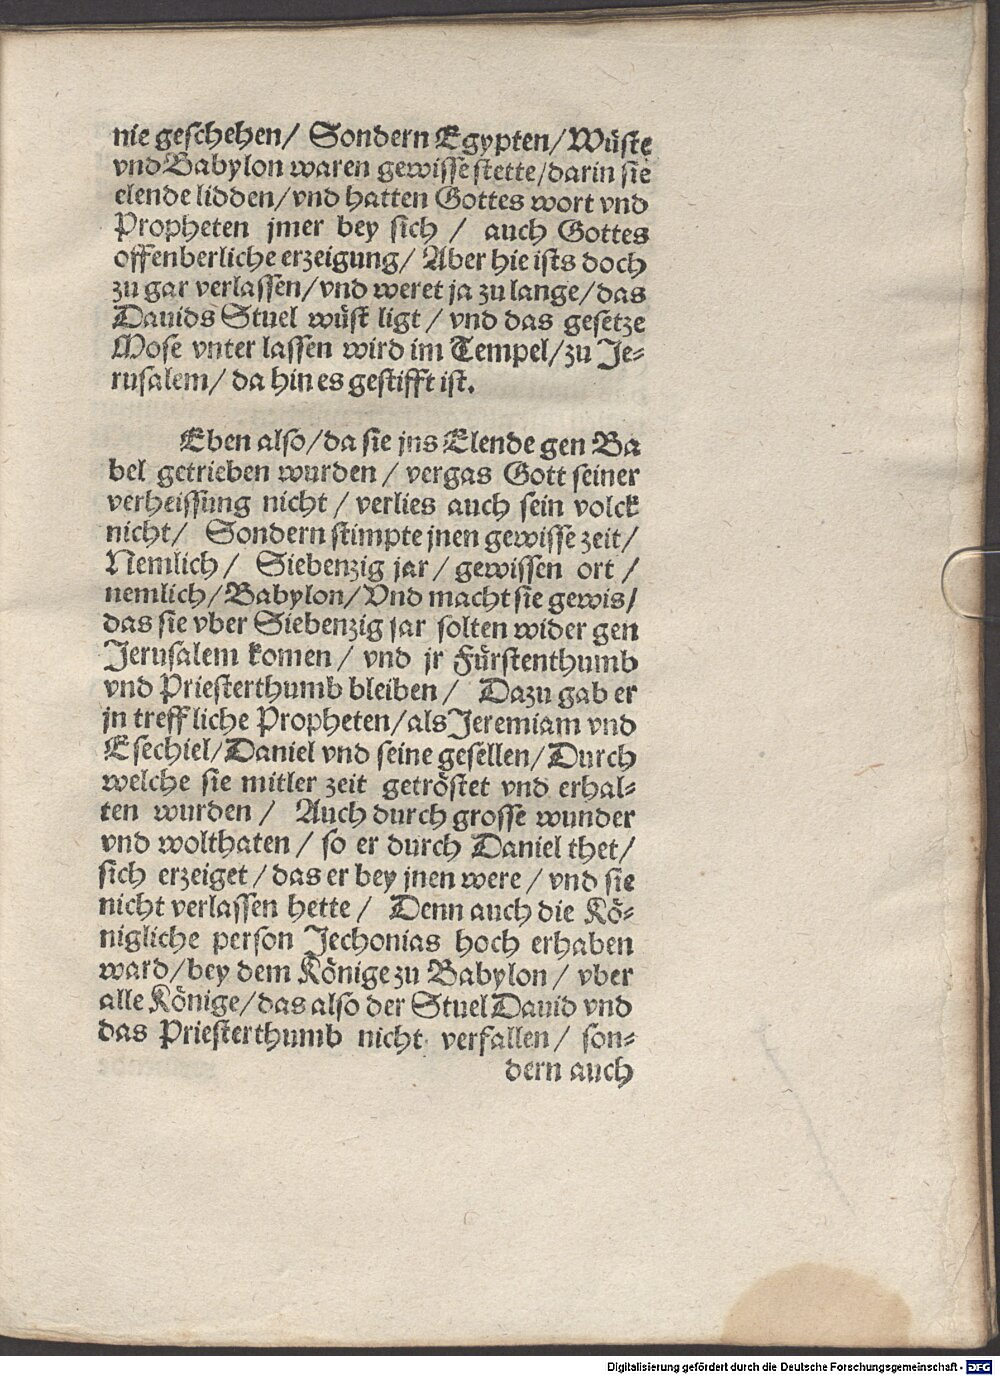 nie geschehen/ Sondern Egypten/ Wüste
vnd Babylon waren gewisse stette/ darin sie
elende lidden/ vnd hatten Gottes wort vnd
Propheten jmer bey sich / auch Gottes
offenberliche erzeigung/ Aber hie ists doch
zu gar verlassen/ vnd weret ja zu lange/ das
Dauids Stuel wüst ligt / vnd das gesetze
Mose vnter lassen wird im Tempel/ zu Je-
rusalem/ da hin es gestifft ist.
Eben also/ da sie jns Elende gen Ba
bel getrieben wurden / vergas Gott seiner
verheissung nicht / verlies auch sein volck
nicht/ Sondern stimpte jnen gewisse zeit/
Nemlich / Siebenzig jar / gewissen ort /
nemlich/ Babylon/ Vnd macht sie gewis/
das sie vber Siebenzig jar solten wider gen
Jerusalem komen / vnd jr Fürstenthumb
vnd Priesterthumb bleiben / Dazu gab er
jn treffliche Propheten/ als Jeremiam vnd
Esechiel/ Daniel vnd seine gesellen/ Durch
welche sie mitler zeit getröstet vnd erhal-
ten wurden / Auch durch grosse wunder
vnd wolthaten / so er durch Daniel thet/
sich erzeiget / das er bey jnen were / vnd sie
nicht verlassen hette / Denn auch die Kö-
nigliche person Jechonias hoch erhaben
ward/ bey dem Könige zu Babylon / vber
alle Könige/ das also der Stuel Dauid vnd
das Priesterthumb nicht verfallen/ son-
dern auch
Digitalisierung gefördert durch die Deutsche Forschungsgemeinschaft - DFG